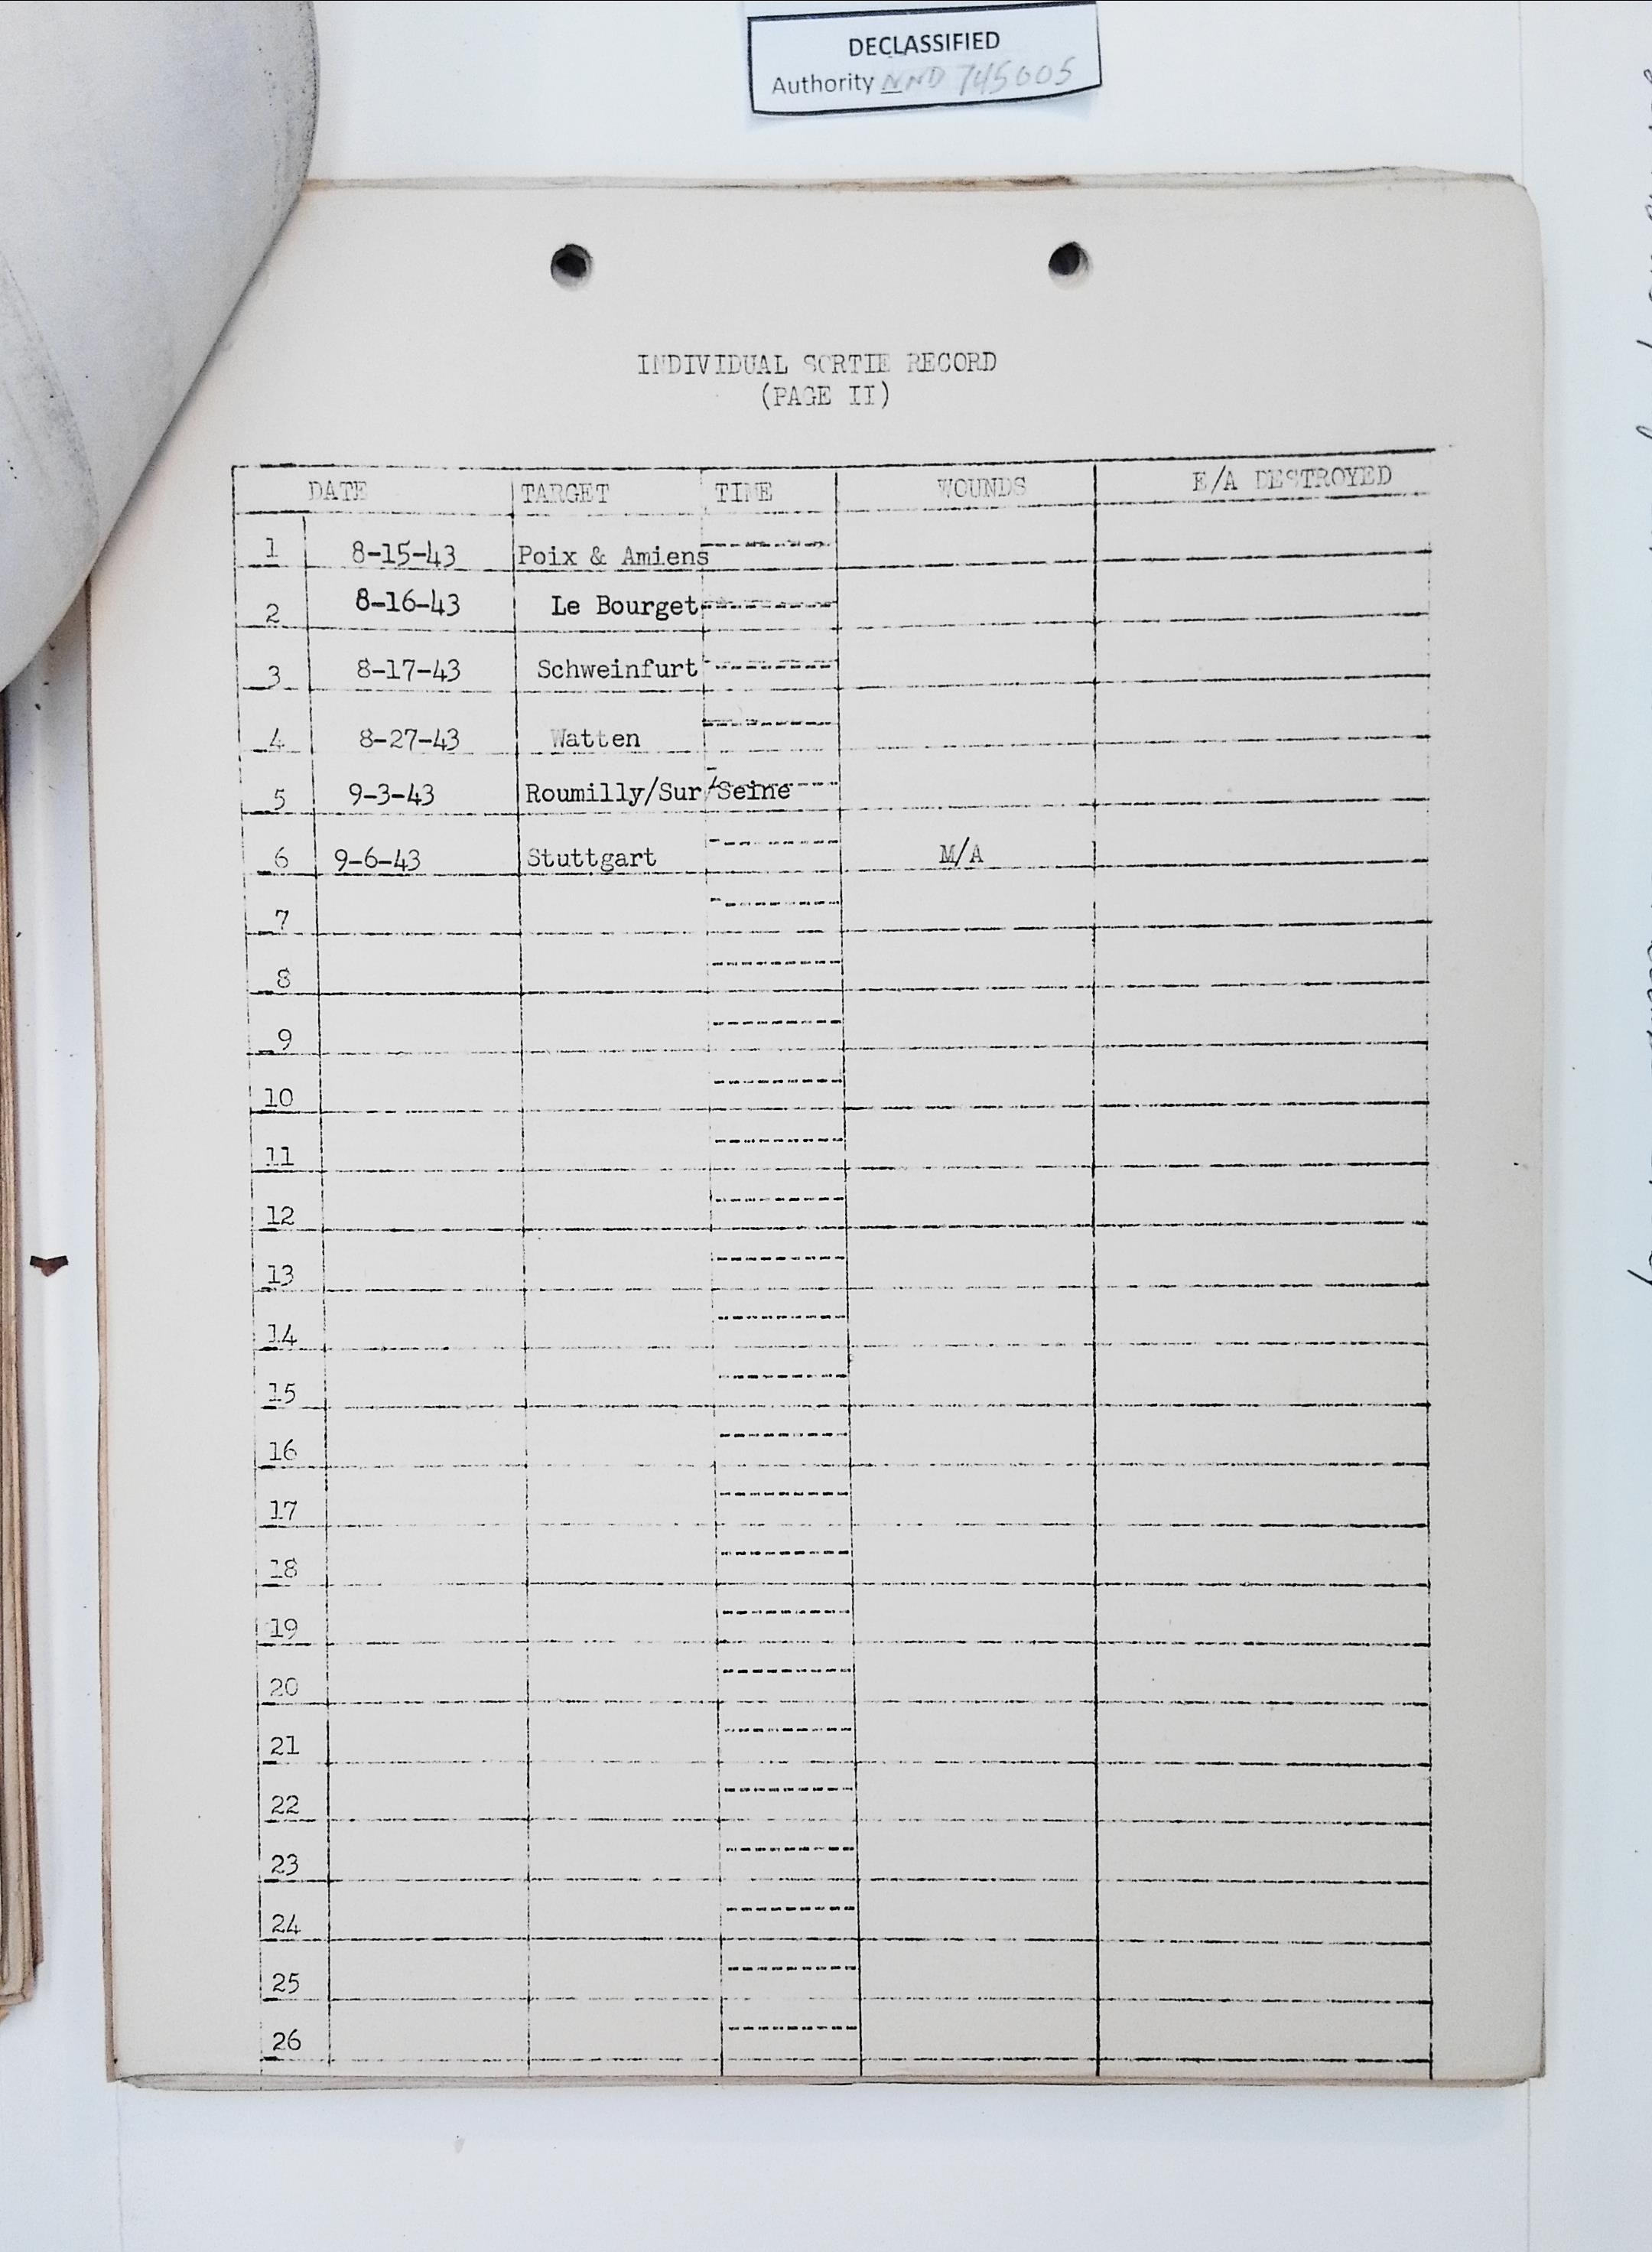 DECLASSIFIED
Authority NND 745005
INDIVIDUAL SORTIE RECORD
(PAGE II)
DATE TARGET TIME WOUNDS E/A DESTROYED
1 8-15-43 Poix & Amiens
2 8-16-43 Le Bourget
3 8-17-43 Schweinfurt
4 8-27-43 Watten
5 9-3-43 Roumilly/Sur/Seine
6 9-6-43 Stuttgart M/A
7
8
9
10
11
12
13
14
15
16
17
18
19
20
21
22
23
24
25
26